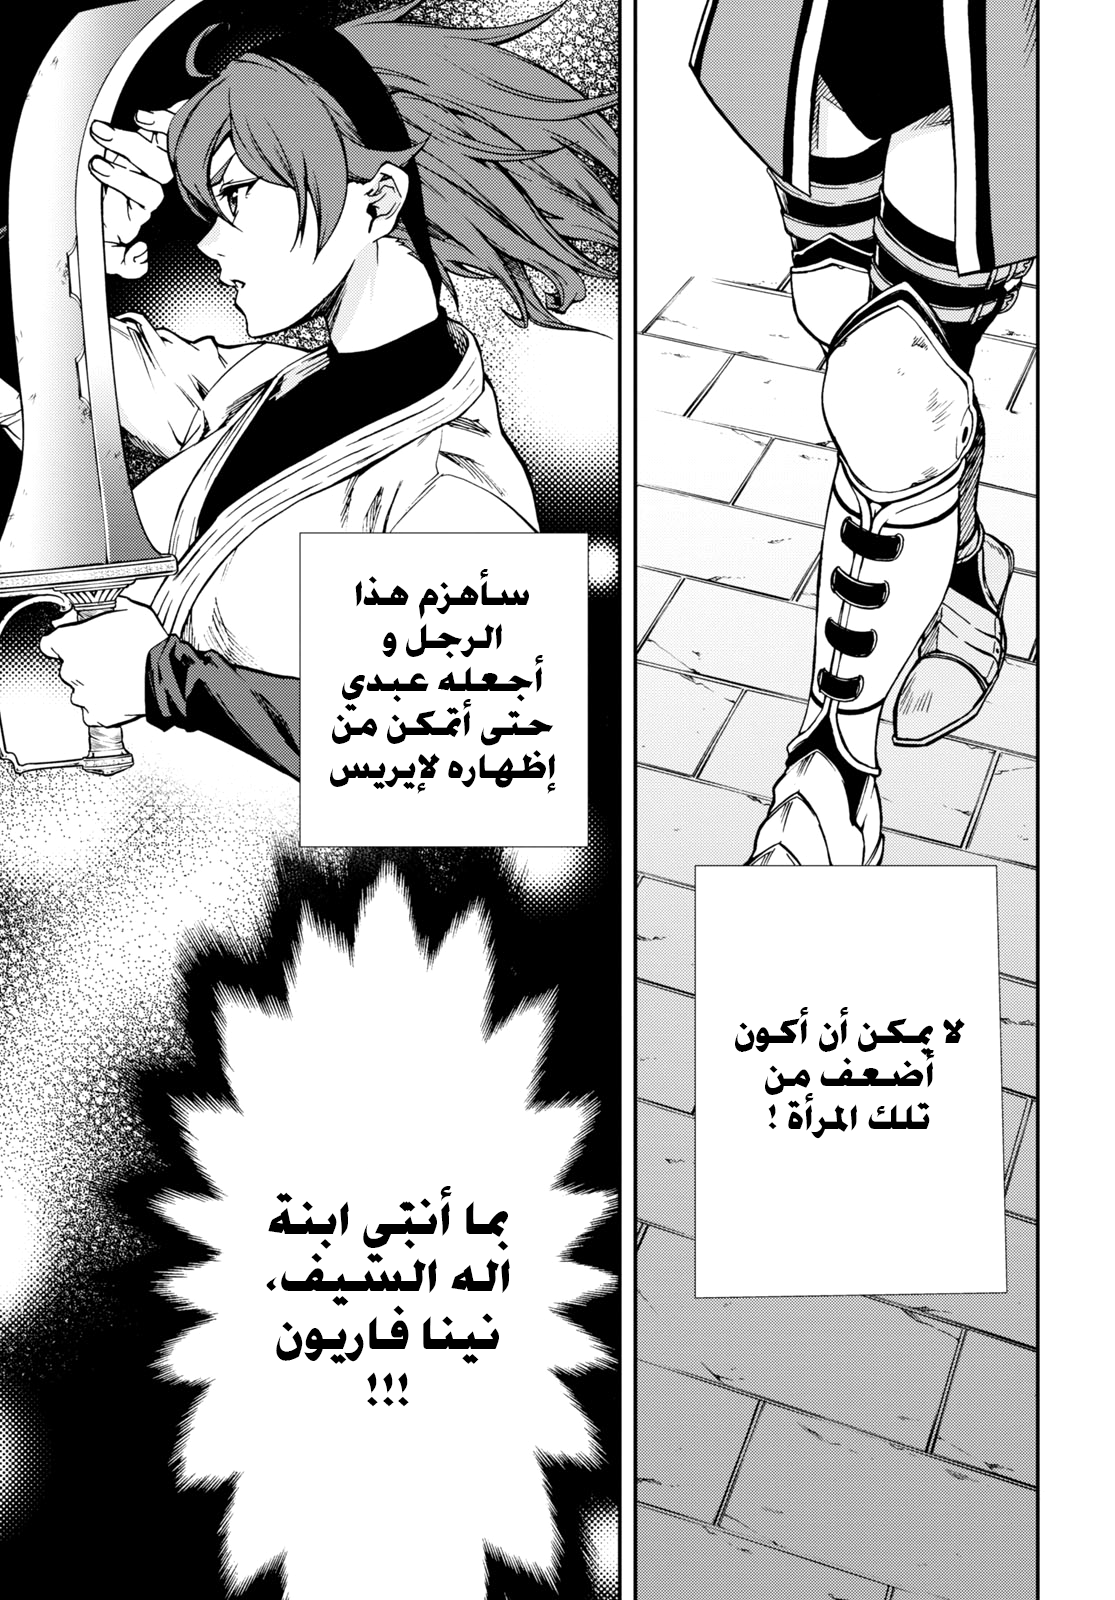 لا يمكن أن أكون
أضعف من
تلك المرأة !
سأهزم هذا
الرجل و
أجعله عبدي
حتى أتمكن من
إظهاره لإيريس
بما أنني ابنة
اله السيف،
نينا فاريون
!!!